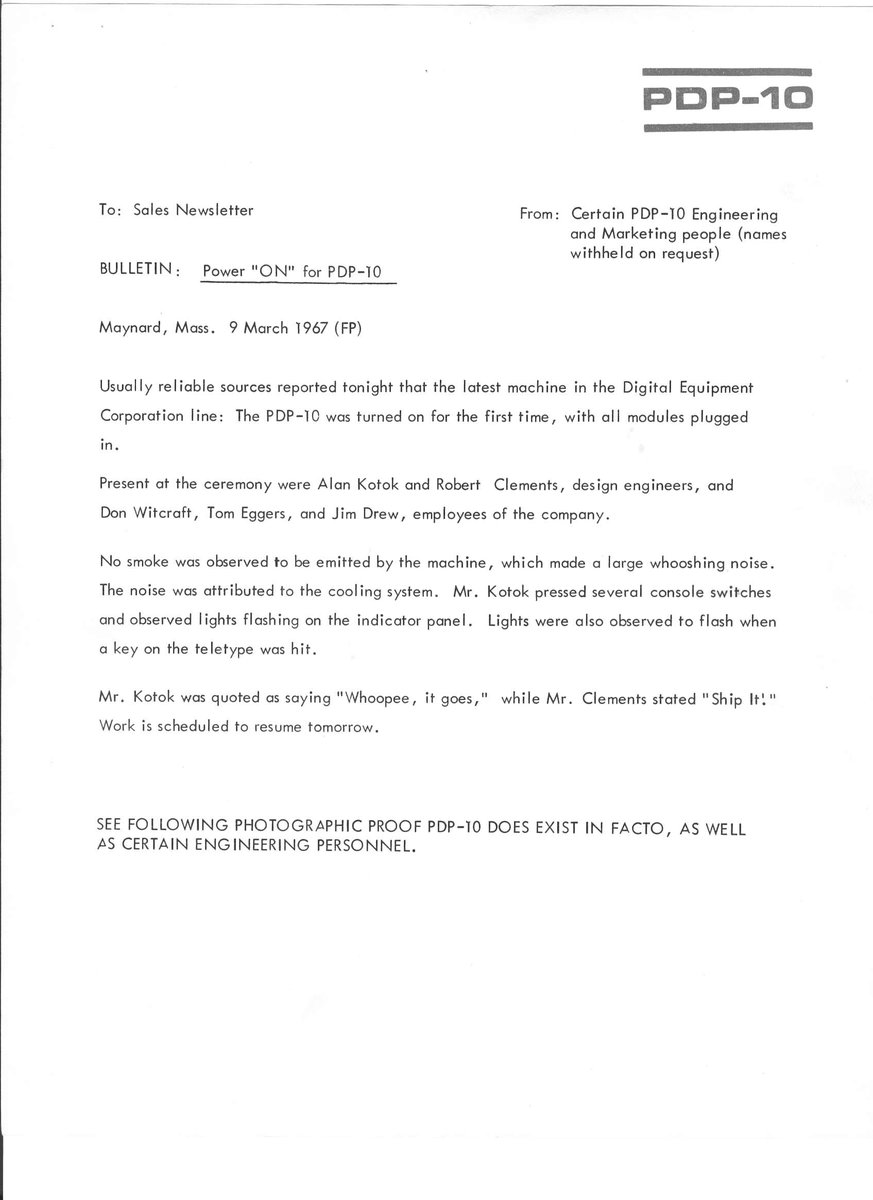 PDP-10
To: Sales Newsletter
From: Certain PDP-10 Engineering
and Marketing people (names
withheld on request)
BULLETIN: Power "ON" for PDP-10
Maynard, Mass. 9 March 1967 (FP)
Usually reliable sources reported tonight that the latest machine in the Digital Equipment
Corporation line: The PDP-10 was turned on for the first time, with all modules plugged
in.
Present at the ceremony were Alan Kotok and Robert Clements, design engineers, and
Don Witcraft, Tom Eggers, and Jim Drew, employees of the company.
No smoke was observed to be emitted by the machine, which made a large whooshing noise.
The noise was attributed to the cooling system. Mr. Kotok pressed several console switches
and observed lights flashing on the indicator panel. Lights were also observed to flash when
a key on the teletype was hit.
Mr. Kotok was quoted as saying "Whoopee, it goes," while Mr. Clements stated "Ship It!"
Work is scheduled to resume tomorrow.
SEE FOLLOWING PHOTOGRAPHIC PROOF PDP-10 DOES EXIST IN FACTO, AS WELL
AS CERTAIN ENGINEERING PERSONNEL.